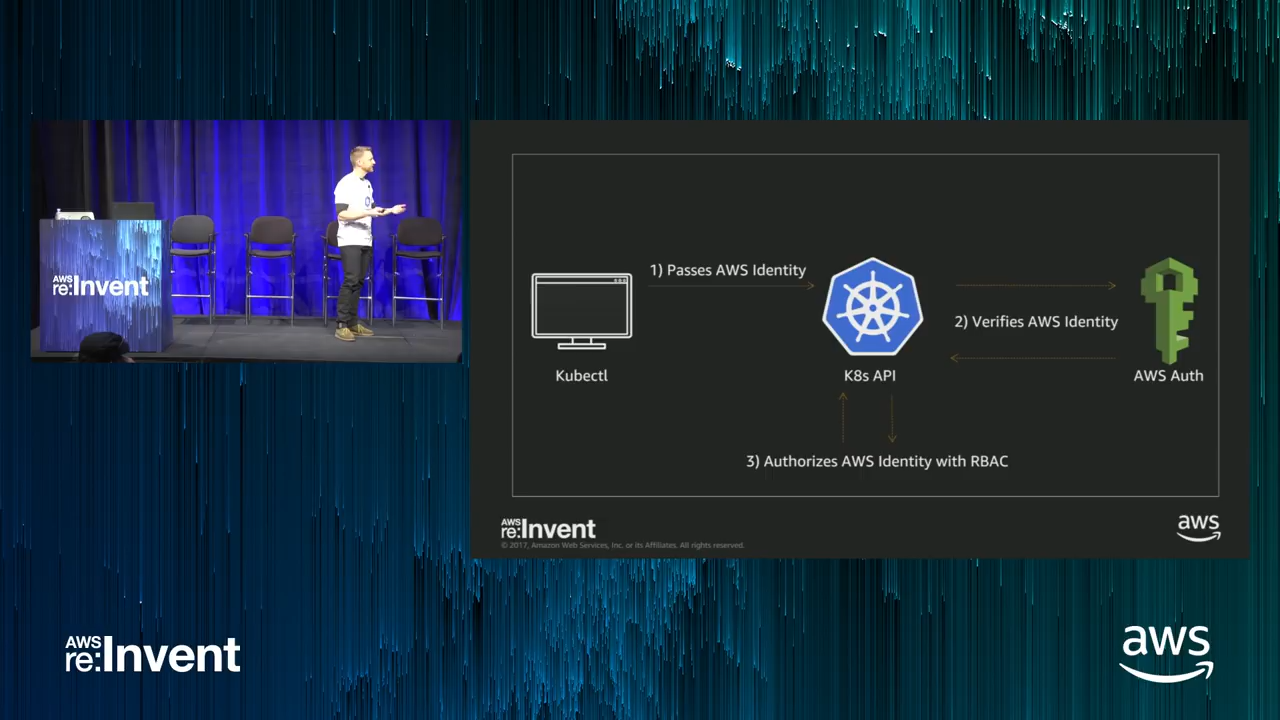 AWS
re:Invent
1) Passes AWS Identity
2) Verifies AWS Identity
Kubectl
K8s API
AWS Auth
3) Authorizes AWS Identity with RBAC
AWS
re:Invent
© 2017, Amazon Web Services, Inc. or its Affiliates. All rights reserved.
aws
AWS
re:Invent
aws